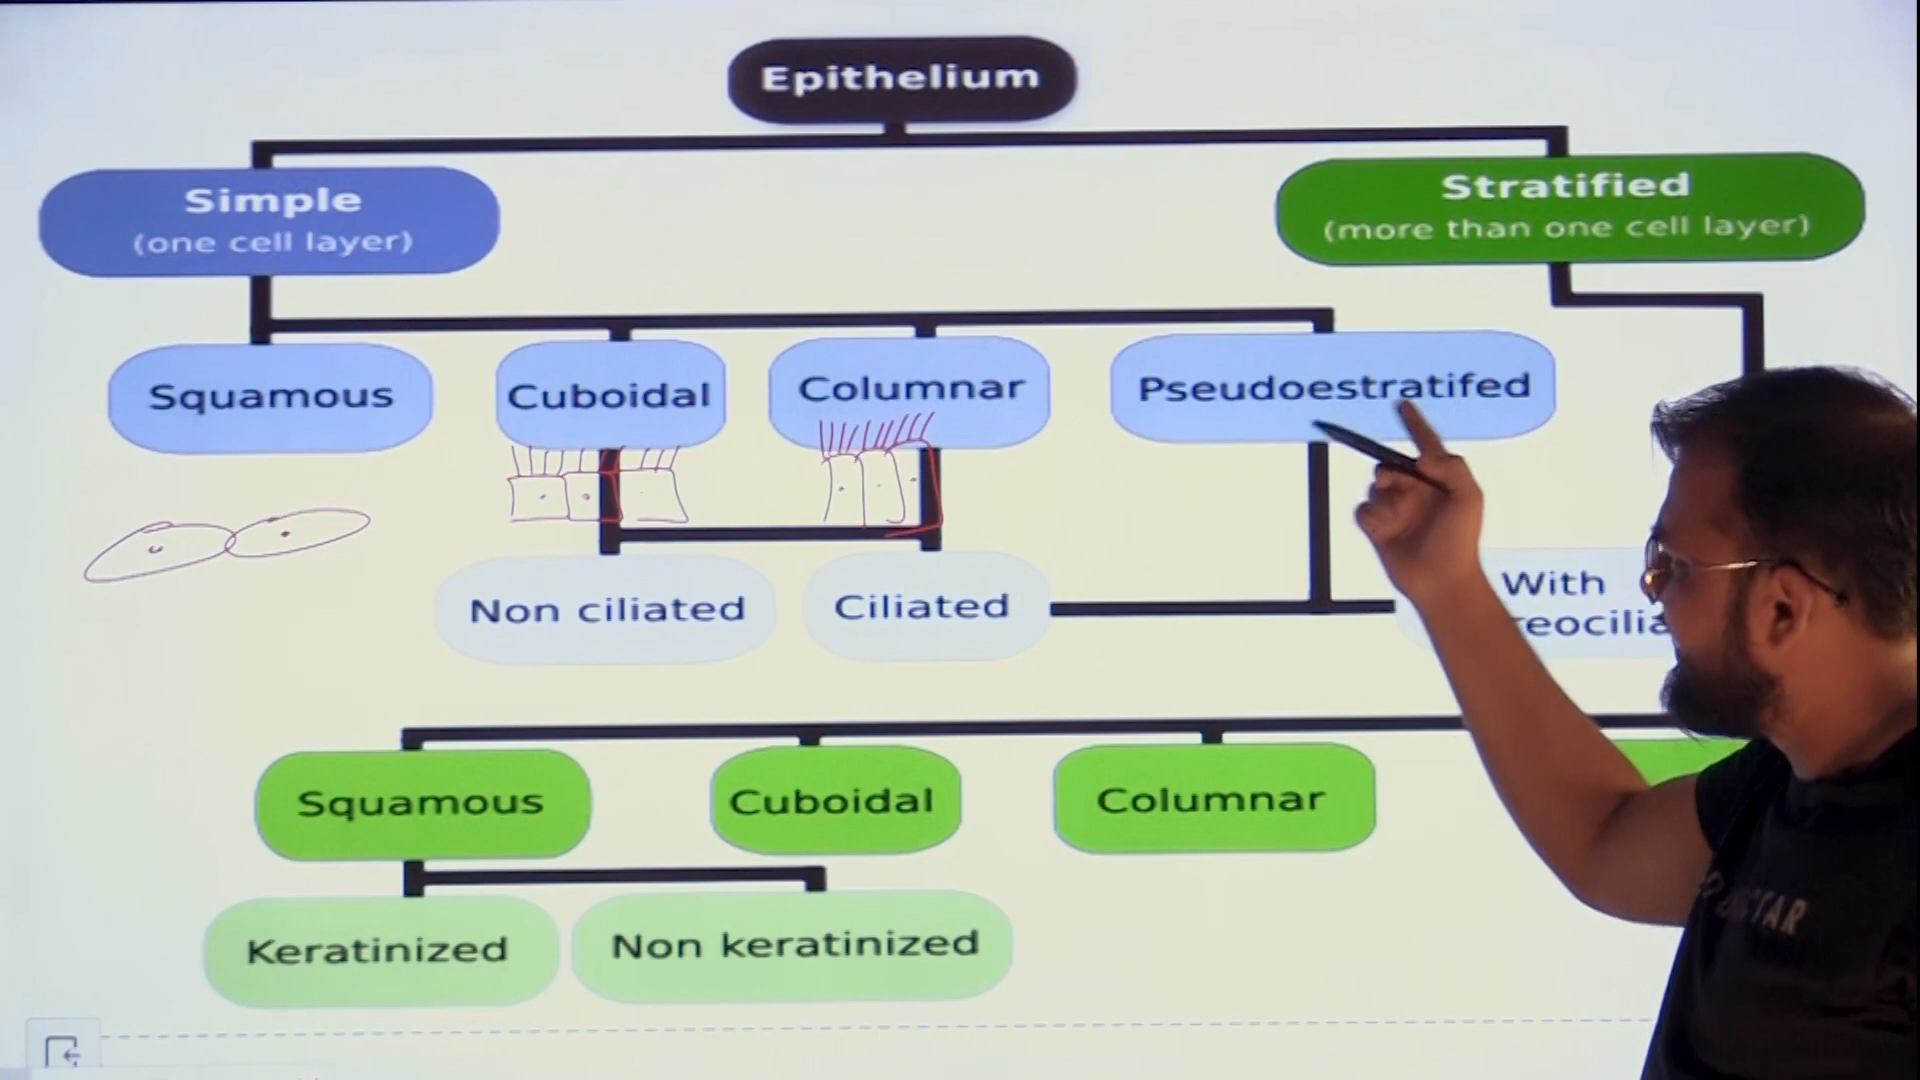 Epithelium
Simple
(one cell layer)
Stratified
(more than one cell layer)
Squamous
Cuboidal
Columnar
Pseudoestratifed
Non ciliated
Ciliated
With
Squamous
Cuboidal
Columnar
Keratinized
Non keratinized